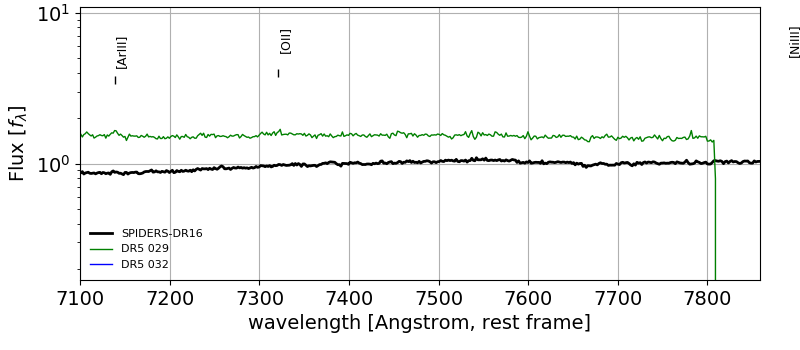 10¹
[ArIII]
[OII]
[NiIII]
Flux [fλ]
10⁰
SPIDERS-DR16
DR5 029
DR5 032
7100 7200 7300 7400 7500 7600 7700 7800
wavelength [Angstrom, rest frame]